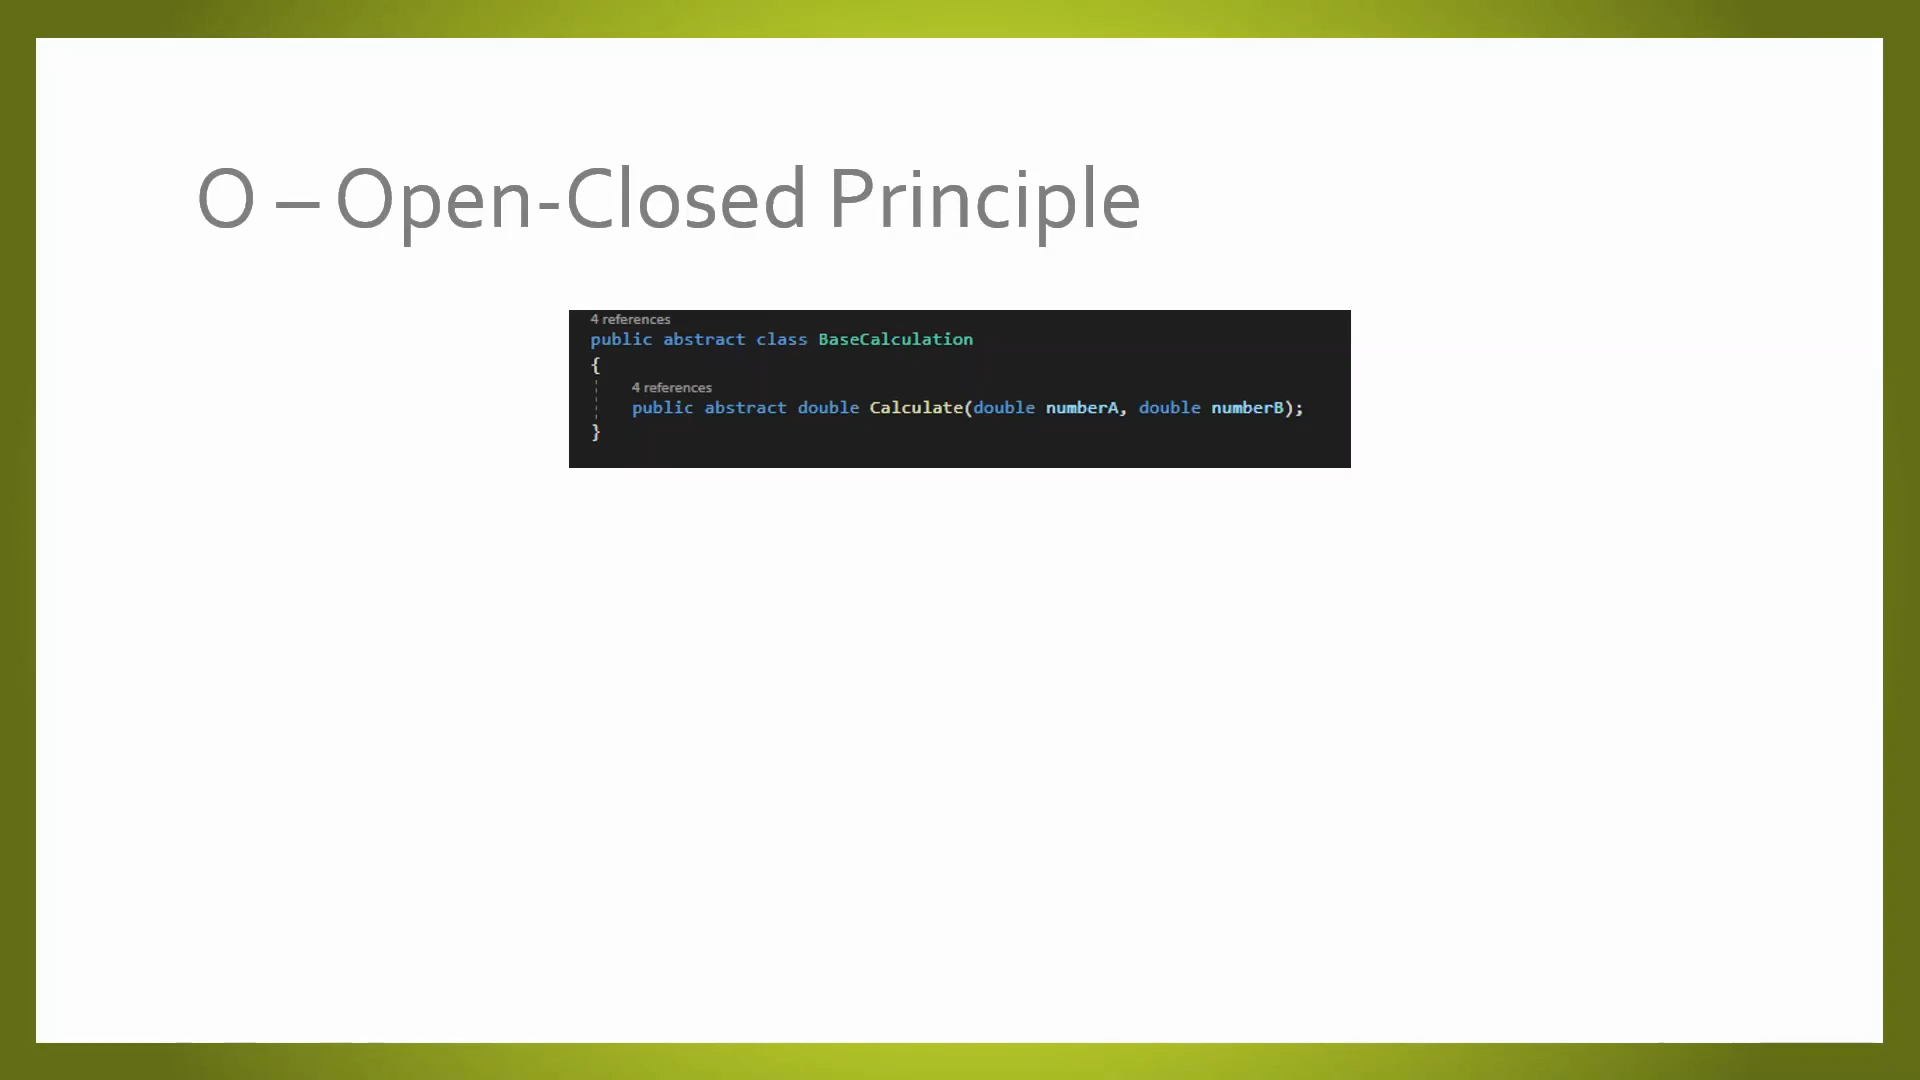 O – Open-Closed Principle
4 references
public abstract class BaseCalculation
{
4 references
public abstract double Calculate(double numberA, double numberB);
}